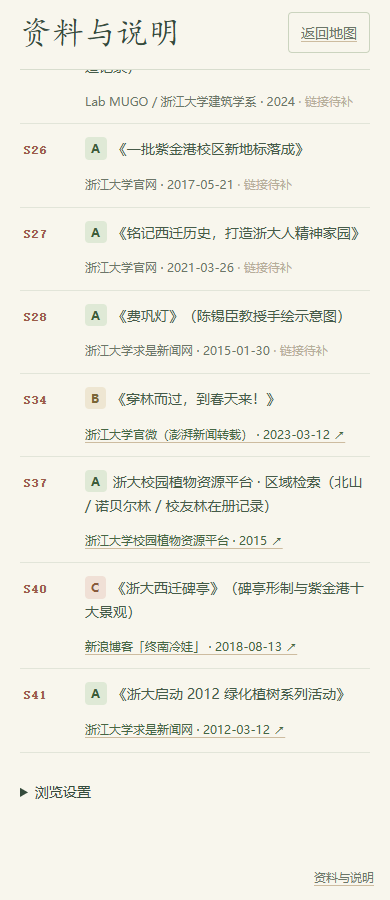 资料与说明
返回地图
Lab MUGO / 浙江大学建筑学系 · 2024 · 链接待补
S26 A 《一批紫金港校区新地标落成》
浙江大学官网 · 2017-05-21 · 链接待补
S27 A 《铭记西迁历史，打造浙大人精神家园》
浙江大学官网 · 2021-03-26 · 链接待补
S28 A 《费巩灯》（陈锡臣教授手绘示意图）
浙江大学求是新闻网 · 2015-01-30 · 链接待补
S34 B 《穿林而过，到春天来！》
浙江大学官微（澎湃新闻转载） · 2023-03-12 ↗
S37 A 浙大校园植物资源平台 · 区域检索（北山
/ 诺贝尔林 / 校友林在册记录）
浙江大学校园植物资源平台 · 2015 ↗
S40 C 《浙大西迁碑亭》（碑亭形制与紫金港十
大景观）
新浪博客「终南冷娃」 · 2018-08-13 ↗
S41 A 《浙大启动 2012 绿化植树系列活动》
浙江大学求是新闻网 · 2012-03-12 ↗
▶ 浏览设置
资料与说明